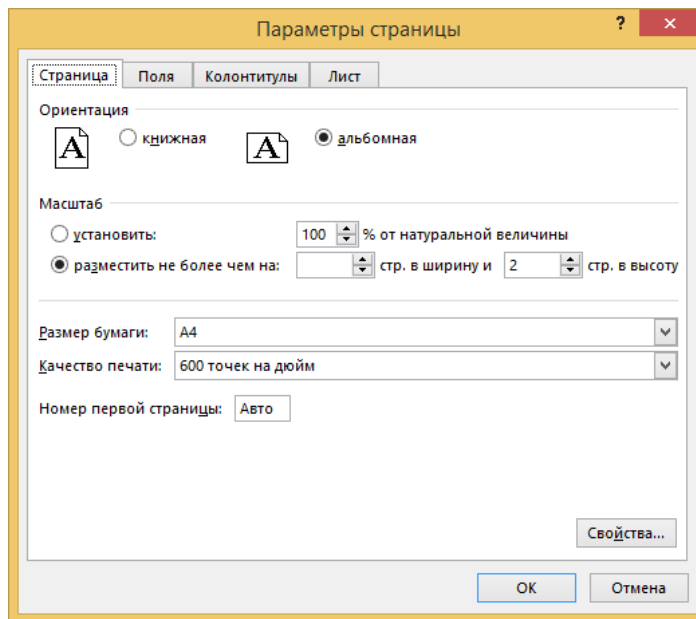 Параметры страницы ? ×
Страница Поля Колонтитулы Лист
Ориентация
A книжная A альбомная
Масштаб
установить: 100 % от натуральной величины
разместить не более чем на: стр. в ширину и 2 стр. в высоту
Размер бумаги: A4
Качество печати: 600 точек на дюйм
Номер первой страницы: Авто
Свойства...
ОК Отмена